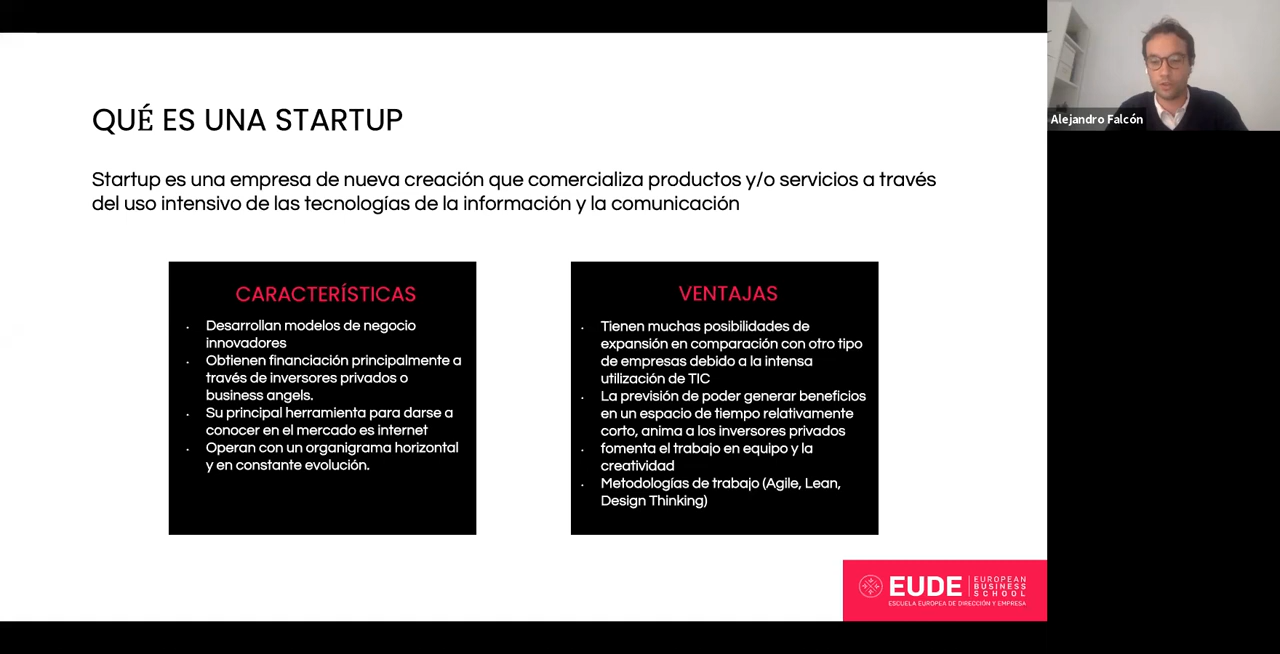 QUÉ ES UNA STARTUP
Startup es una empresa de nueva creación que comercializa productos y/o servicios a través
del uso intensivo de las tecnologías de la información y la comunicación
CARACTERÍSTICAS
· Desarrollan modelos de negocio
innovadores
· Obtienen financiación principalmente a
través de inversores privados o
business angels.
· Su principal herramienta para darse a
conocer en el mercado es internet
· Operan con un organigrama horizontal
y en constante evolución.
VENTAJAS
· Tienen muchas posibilidades de
expansión en comparación con otro tipo
de empresas debido a la intensa
utilización de TIC
· La previsión de poder generar beneficios
en un espacio de tiempo relativamente
corto, anima a los inversores privados
· fomenta el trabajo en equipo y la
creatividad
· Metodologías de trabajo (Agile, Lean,
Design Thinking)
EUDE
EUROPEAN
BUSINESS
SCHOOL
ESCUELA EUROPEA DE DIRECCIÓN Y EMPRESA
Alejandro Falcón